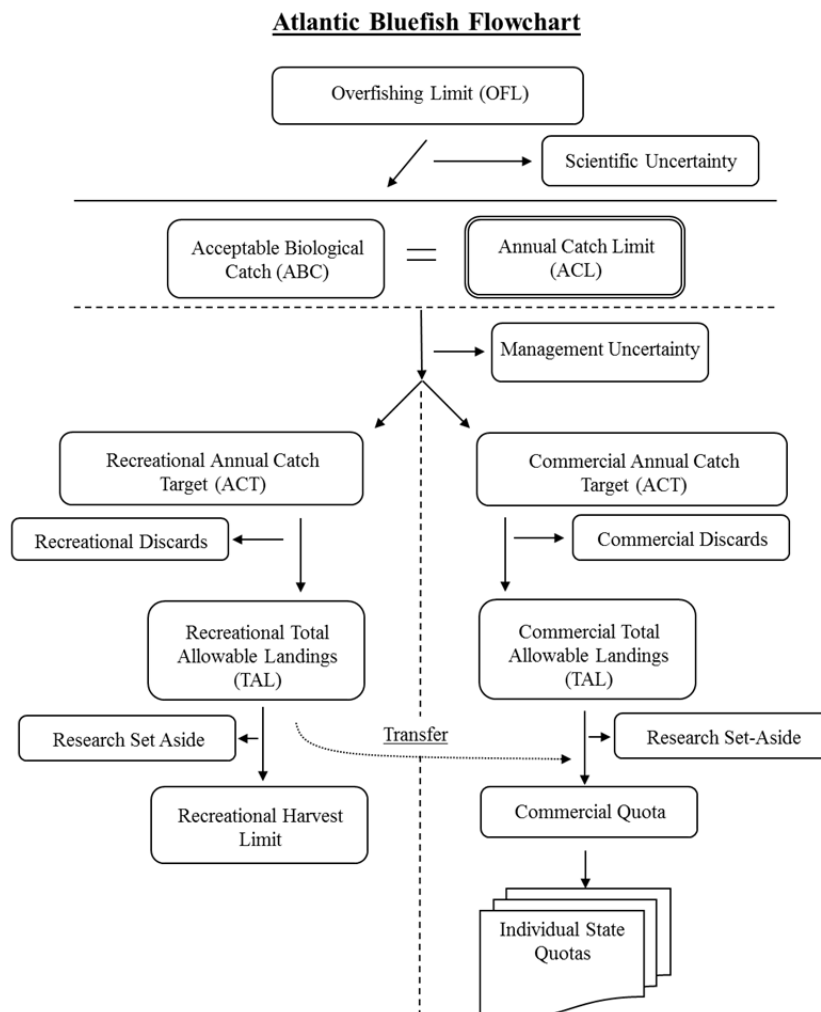 Atlantic Bluefish Flowchart
Overfishing Limit (OFL)
Scientific Uncertainty
Acceptable Biological
Catch (ABC)
=
Annual Catch Limit
(ACL)
Management Uncertainty
Recreational Annual Catch
Target (ACT)
Commercial Annual Catch
Target (ACT)
Recreational Discards
Commercial Discards
Recreational Total
Allowable Landings
(TAL)
Commercial Total
Allowable Landings
(TAL)
Research Set Aside
Transfer
Research Set-Aside
Recreational Harvest
Limit
Commercial Quota
Individual State
Quotas